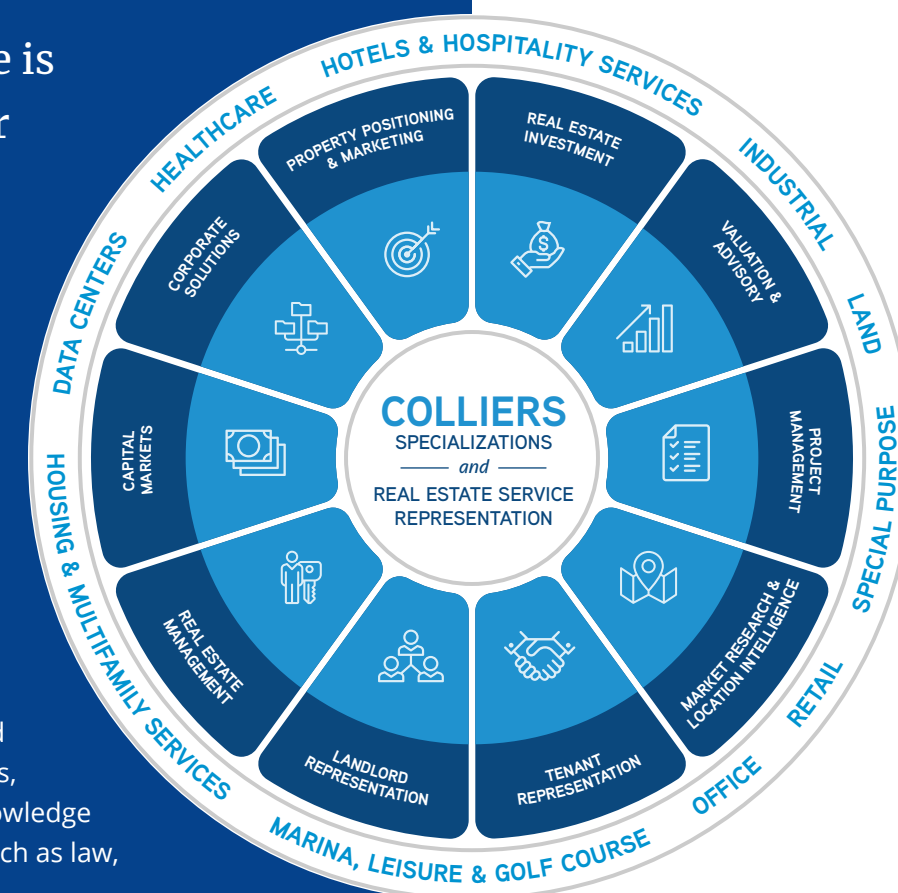 e is
r
HOTELS & HOSPITALITY SERVICES
INDUSTRIAL
LAND
SPECIAL PURPOSE
RETAIL
OFFICE
MARINA, LEISURE & GOLF COURSE
HOUSING & MULTIFAMILY SERVICES
DATA CENTERS
HEALTHCARE
PROPERTY POSITIONING
& MARKETING
REAL ESTATE
INVESTMENT
VALUATION &
ADVISORY
PROJECT
MANAGEMENT
MARKET RESEARCH &
LOCATION INTELLIGENCE
TENANT
REPRESENTATION
LANDLORD
REPRESENTATION
REAL ESTATE
MANAGEMENT
CAPITAL
MARKETS
CORPORATE
SOLUTIONS
$
COLLIERS
SPECIALIZATIONS
and
REAL ESTATE SERVICE
REPRESENTATION
s,
owledge
ch as law,